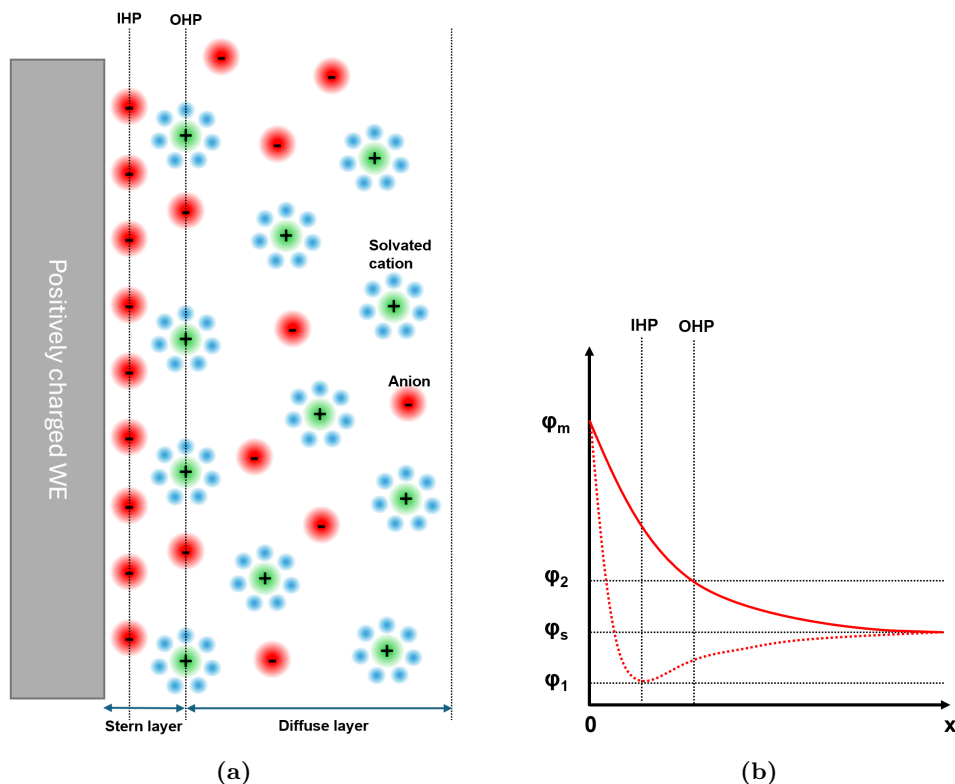 IHP
OHP
Positively charged WE
Solvated
cation
Anion
Stern layer
Diffuse layer
(a)
IHP
OHP
φm
φ2
φs
φ1
0
x
(b)